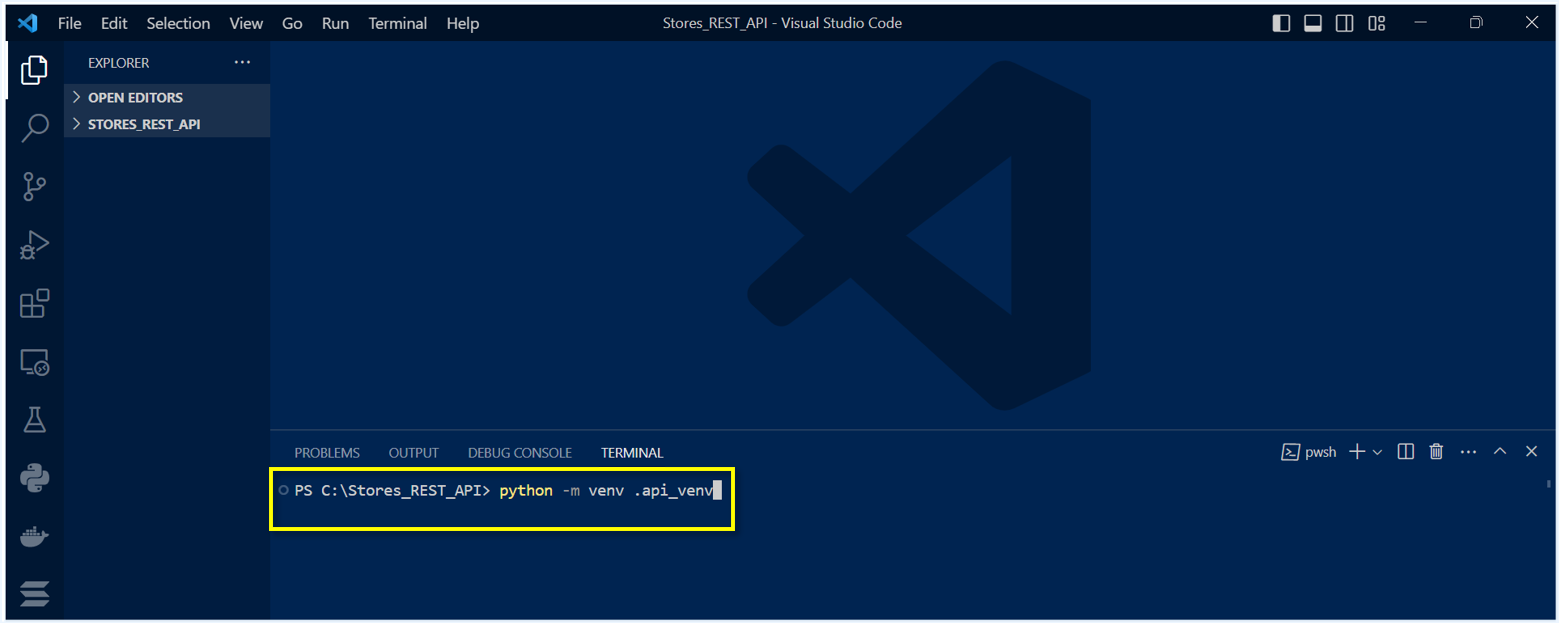 File Edit Selection View Go Run Terminal Help Stores_REST_API - Visual Studio Code
EXPLORER
OPEN EDITORS
STORES_REST_API
PROBLEMS OUTPUT DEBUG CONSOLE TERMINAL pwsh
PS C:\Stores_REST_API> python -m venv .api_venv